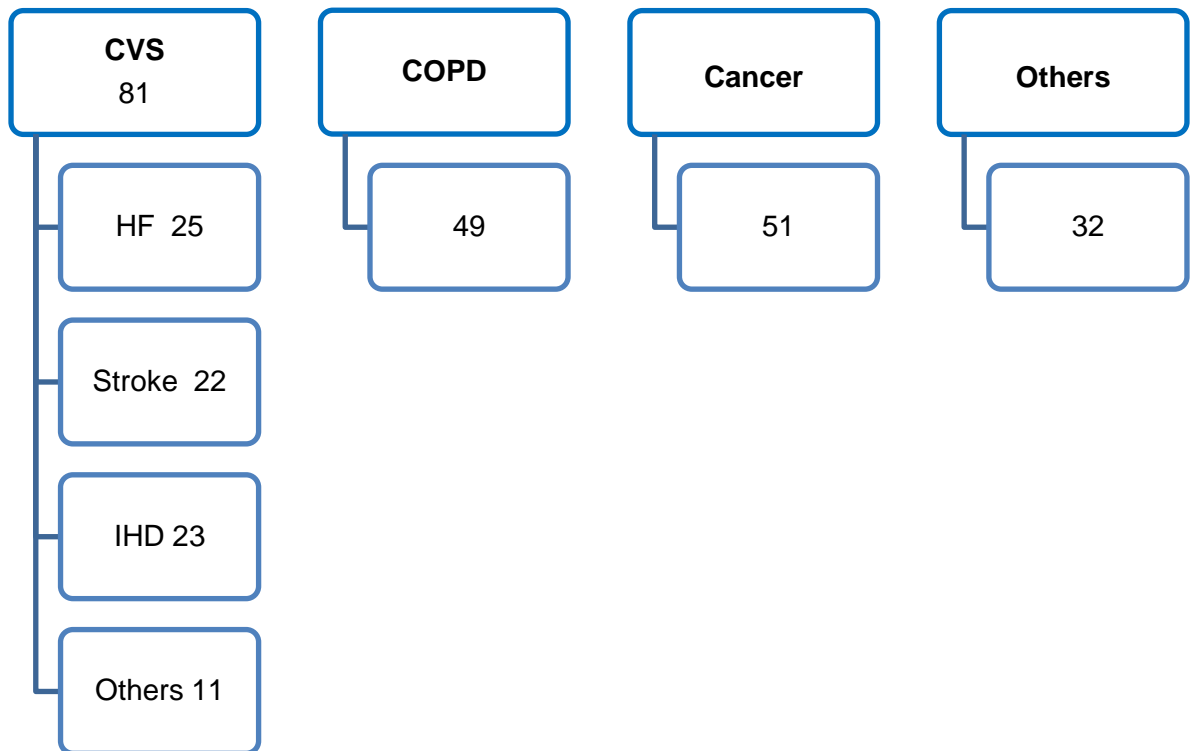 CVS
81
HF  25
Stroke  22
IHD 23
Others 11
COPD
49
Cancer
51
Others
32